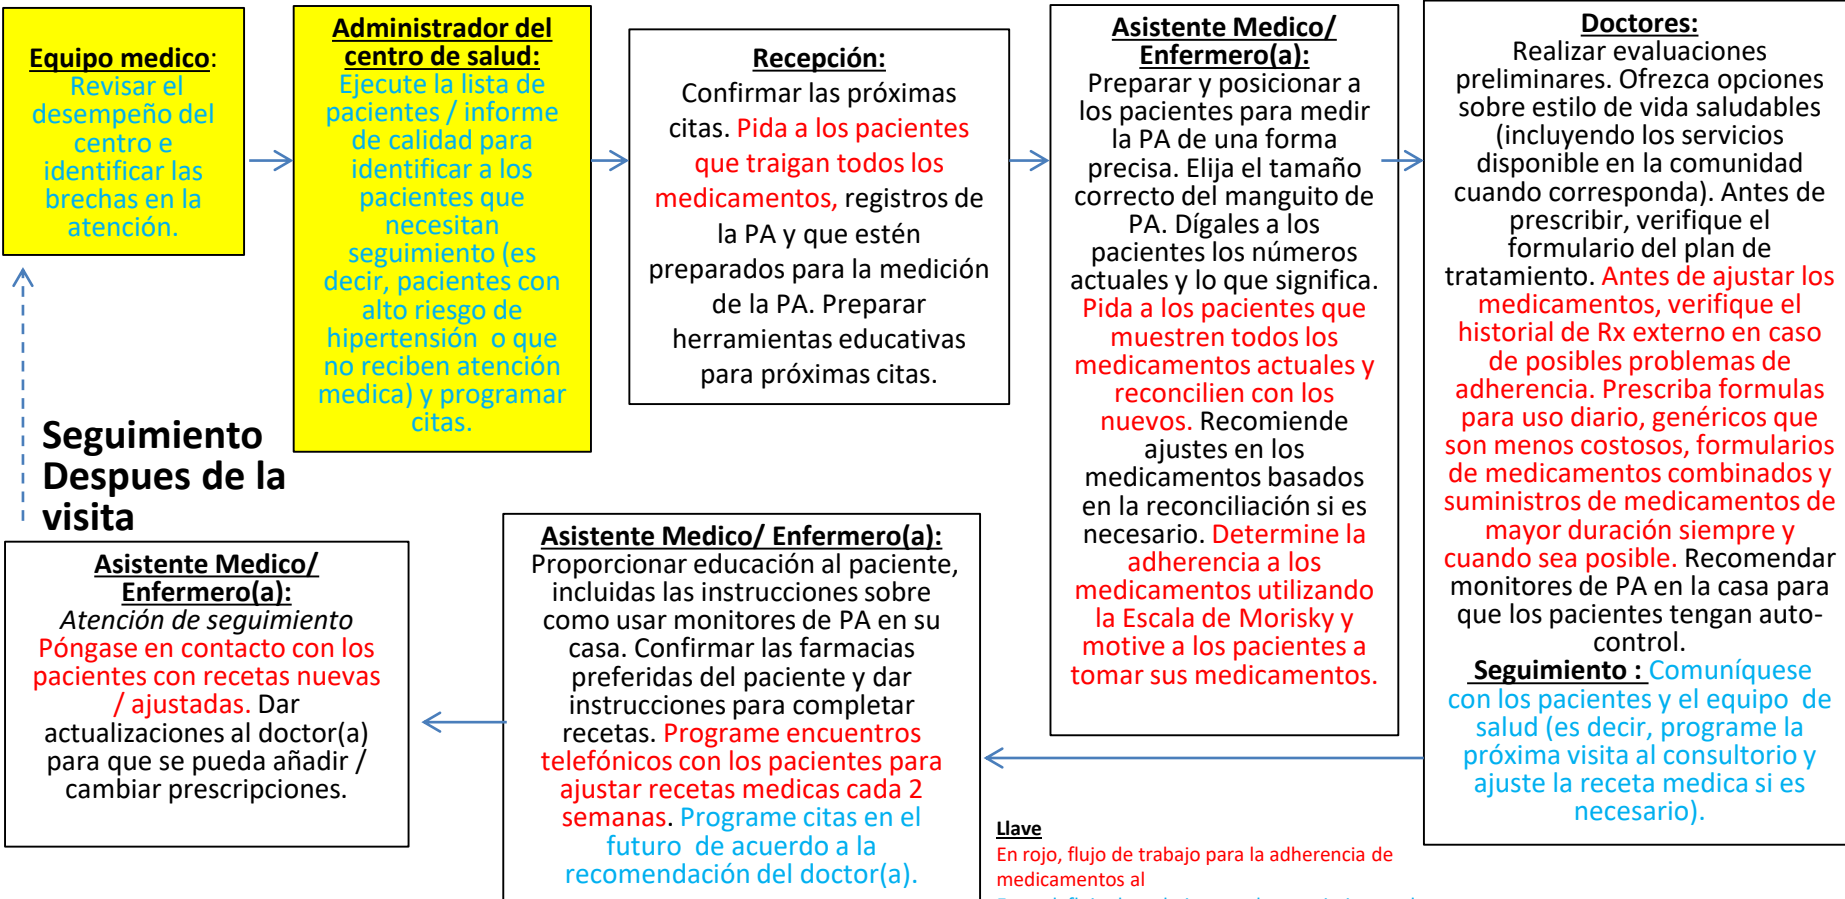 Equipo medico:
Revisar el
desempeño del
centro e
identificar las
brechas en la
atención.
Administrador del
centro de salud:
Ejecute la lista de
pacientes / informe
de calidad para
identificar a los
pacientes que
necesitan
seguimiento (es
decir, pacientes con
alto riesgo de
hipertensión o que
no reciben atención
medica) y programar
citas.
Recepción:
Confirmar las próximas
citas. Pida a los pacientes
que traigan todos los
medicamentos, registros de
la PA y que estén
preparados para la medición
de la PA. Preparar
herramientas educativas
para próximas citas.
Asistente Medico/
Enfermero(a):
Preparar y posicionar a
los pacientes para medir
la PA de una forma
precisa. Elija el tamaño
correcto del manguito de
PA. Dígales a los
pacientes los números
actuales y lo que significa.
Pida a los pacientes que
muestren todos los
medicamentos actuales y
reconcilien con los
nuevos. Recomiende
ajustes en los
medicamentos basados
en la reconciliación si es
necesario. Determine la
adherencia a los
medicamentos utilizando
la Escala de Morisky y
motive a los pacientes a
tomar sus medicamentos.
Doctores:
Realizar evaluaciones
preliminares. Ofrezca opciones
sobre estilo de vida saludables
(incluyendo los servicios
disponible en la comunidad
cuando corresponda). Antes de
prescribir, verifique el
formulario del plan de
tratamiento. Antes de ajustar los
medicamentos, verifique el
historial de Rx externo en caso
de posibles problemas de
adherencia. Prescriba formulas
para uso diario, genéricos que
son menos costosos, formularios
de medicamentos combinados y
suministros de medicamentos de
mayor duración siempre y
cuando sea posible. Recomendar
monitores de PA en la casa para
que los pacientes tengan auto-
control.
Seguimiento : Comuníquese
con los pacientes y el equipo de
salud (es decir, programe la
próxima visita al consultorio y
ajuste la receta medica si es
necesario).
Asistente Medico/ Enfermero(a):
Proporcionar educación al paciente,
incluidas las instrucciones sobre
como usar monitores de PA en su
casa. Confirmar las farmacias
preferidas del paciente y dar
instrucciones para completar
recetas. Programe encuentros
telefónicos con los pacientes para
ajustar recetas medicas cada 2
semanas. Programe citas en el
futuro de acuerdo a la
recomendación del doctor(a).
Seguimiento
Despues de la
visita
Asistente Medico/
Enfermero(a):
Atención de seguimiento
Póngase en contacto con los
pacientes con recetas nuevas
/ ajustadas. Dar
actualizaciones al doctor(a)
para que se pueda añadir /
cambiar prescripciones.
Llave
En rojo, flujo de trabajo para la adherencia de
medicamentos al